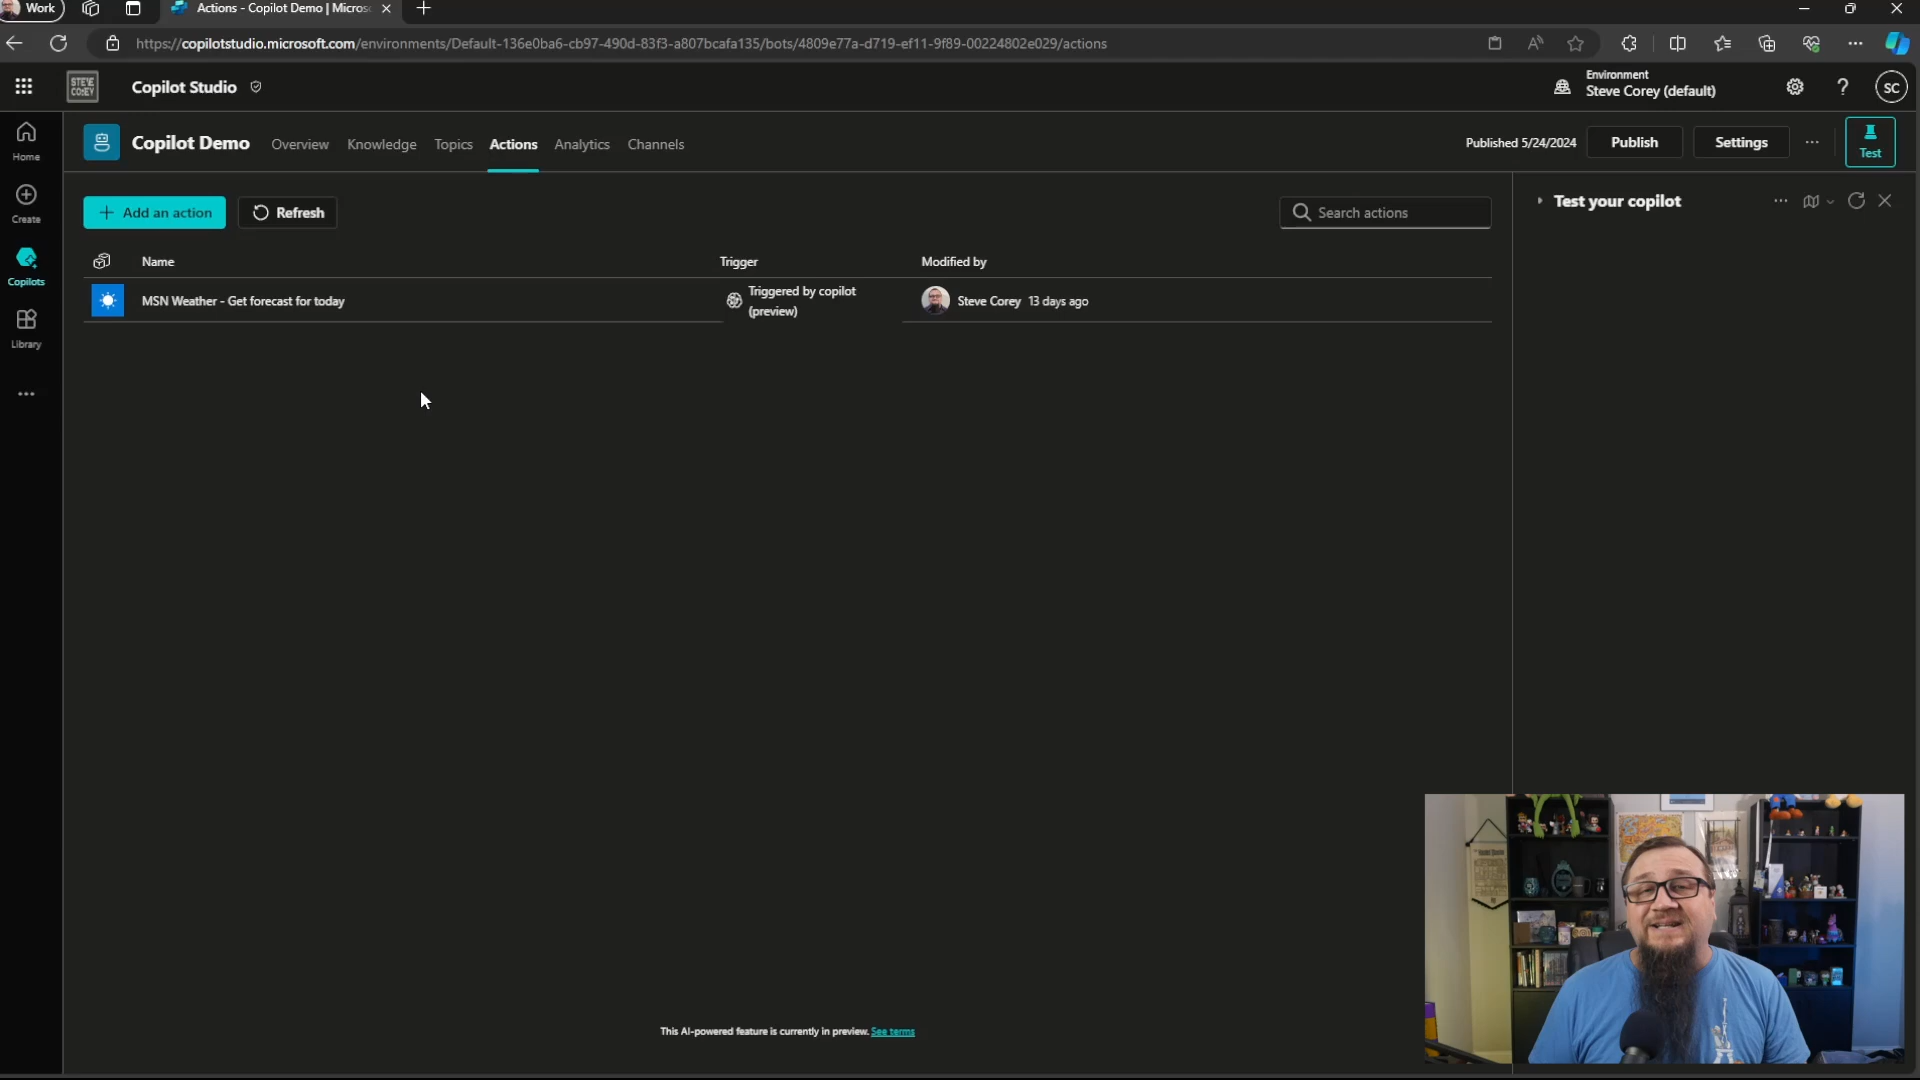 Work
Actions - Copilot Demo | Micros
https://copilotstudio.microsoft.com/environments/Default-136e0ba6-cb97-490d-83f3-a807bcafa135/bots/4809e77a-d719-ef11-9f89-00224802e029/actions
STEVE
COREY
Copilot Studio
Environment
Steve Corey (default)
?
SC
Home
Create
Copilots
Library
Copilot Demo
Overview
Knowledge
Topics
Actions
Analytics
Channels
Published 5/24/2024
Publish
Settings
Test
Add an action
Refresh
Search actions
Test your copilot
Name
Trigger
Modified by
MSN Weather - Get forecast for today
Triggered by copilot
(preview)
Steve Corey 13 days ago
This AI-powered feature is currently in preview. See terms